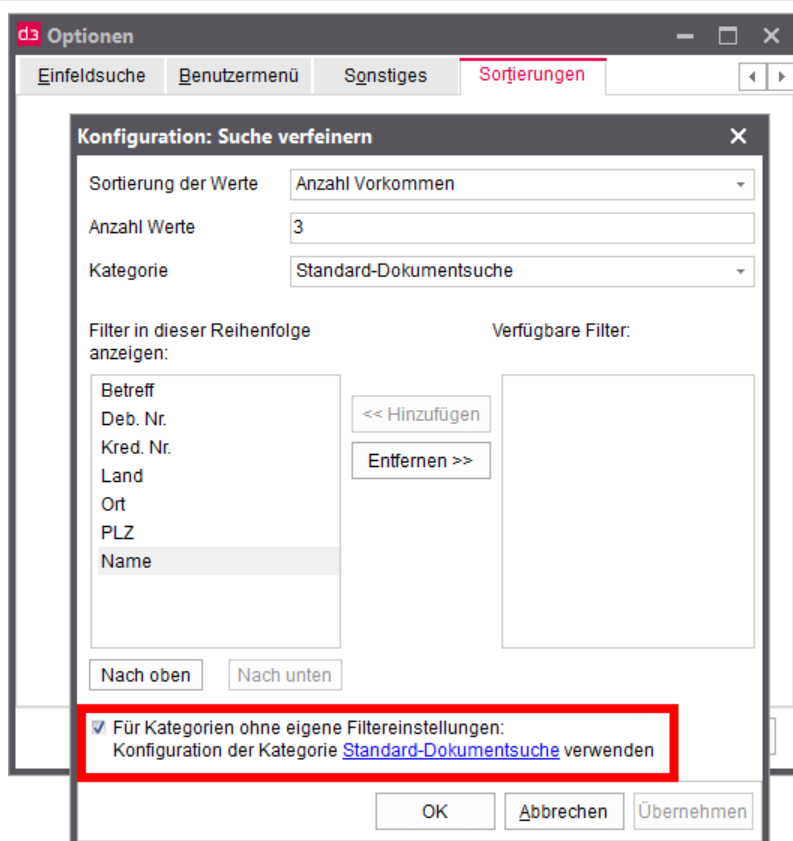 d3 Optionen
Einfeldsuche Benutzermenü Sonstiges Sortierungen
Konfiguration: Suche verfeinern
Sortierung der Werte Anzahl Vorkommen
Anzahl Werte 3
Kategorie Standard-Dokumentsuche
Filter in dieser Reihenfolge
anzeigen:
Verfügbare Filter:
Betreff
Deb. Nr.
Kred. Nr.
Land
Ort
PLZ
Name
<< Hinzufügen
Entfernen >>
Nach oben Nach unten
Für Kategorien ohne eigene Filtereinstellungen:
Konfiguration der Kategorie Standard-Dokumentsuche verwenden
OK Abbrechen Übernehmen